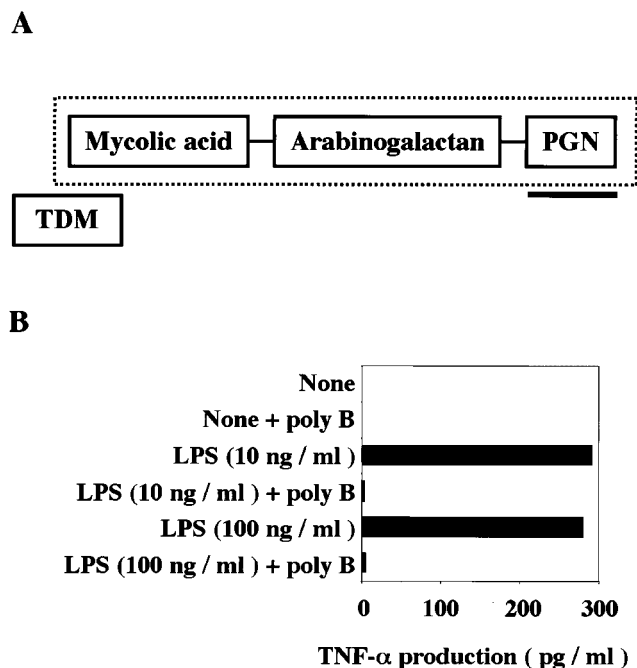 A
Mycolic acid
Arabinogalactan
PGN
TDM
B
None
None + poly B
LPS (10 ng / ml )
LPS (10 ng / ml ) + poly B
LPS (100 ng / ml)
LPS (100 ng / ml ) + poly B
0 100 200 300
TNF-α production ( pg / ml )